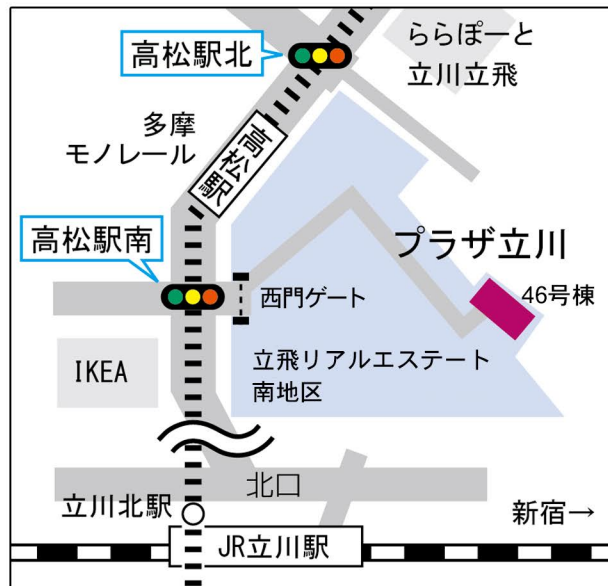 高松駅北
ららぽーと
立川立飛
多摩
モノレール
高松駅
高松駅南
プラザ立川
46号棟
西門ゲート
立飛リアルエステート
南地区
IKEA
北口
立川北駅
新宿→
JR立川駅